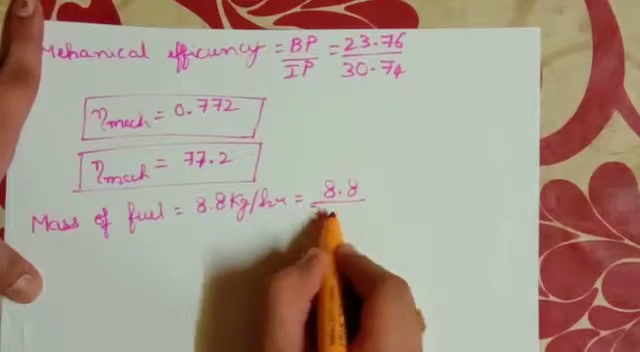 Mehanical efficiency = BP/IP = 23.76/30.74
ηmech = 0.772
ηmech = 77.2
Mass of fuel = 8.8 Kg/hr = 8.8